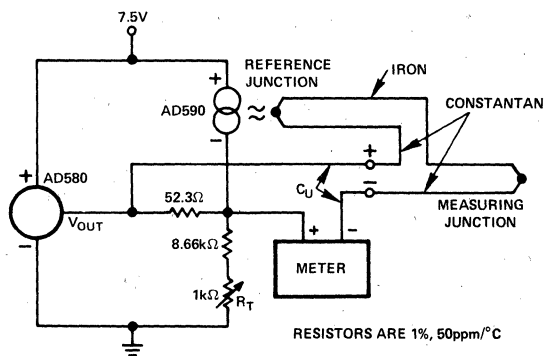 7.5V
REFERENCE
JUNCTION
IRON
CONSTANTAN
+
AD590
-
+
AD580
-
VOUT
52.3Ω
CU
+
-
MEASURING
JUNCTION
8.66kΩ
+ -
METER
1kΩ
RT
RESISTORS ARE 1%, 50ppm/°C